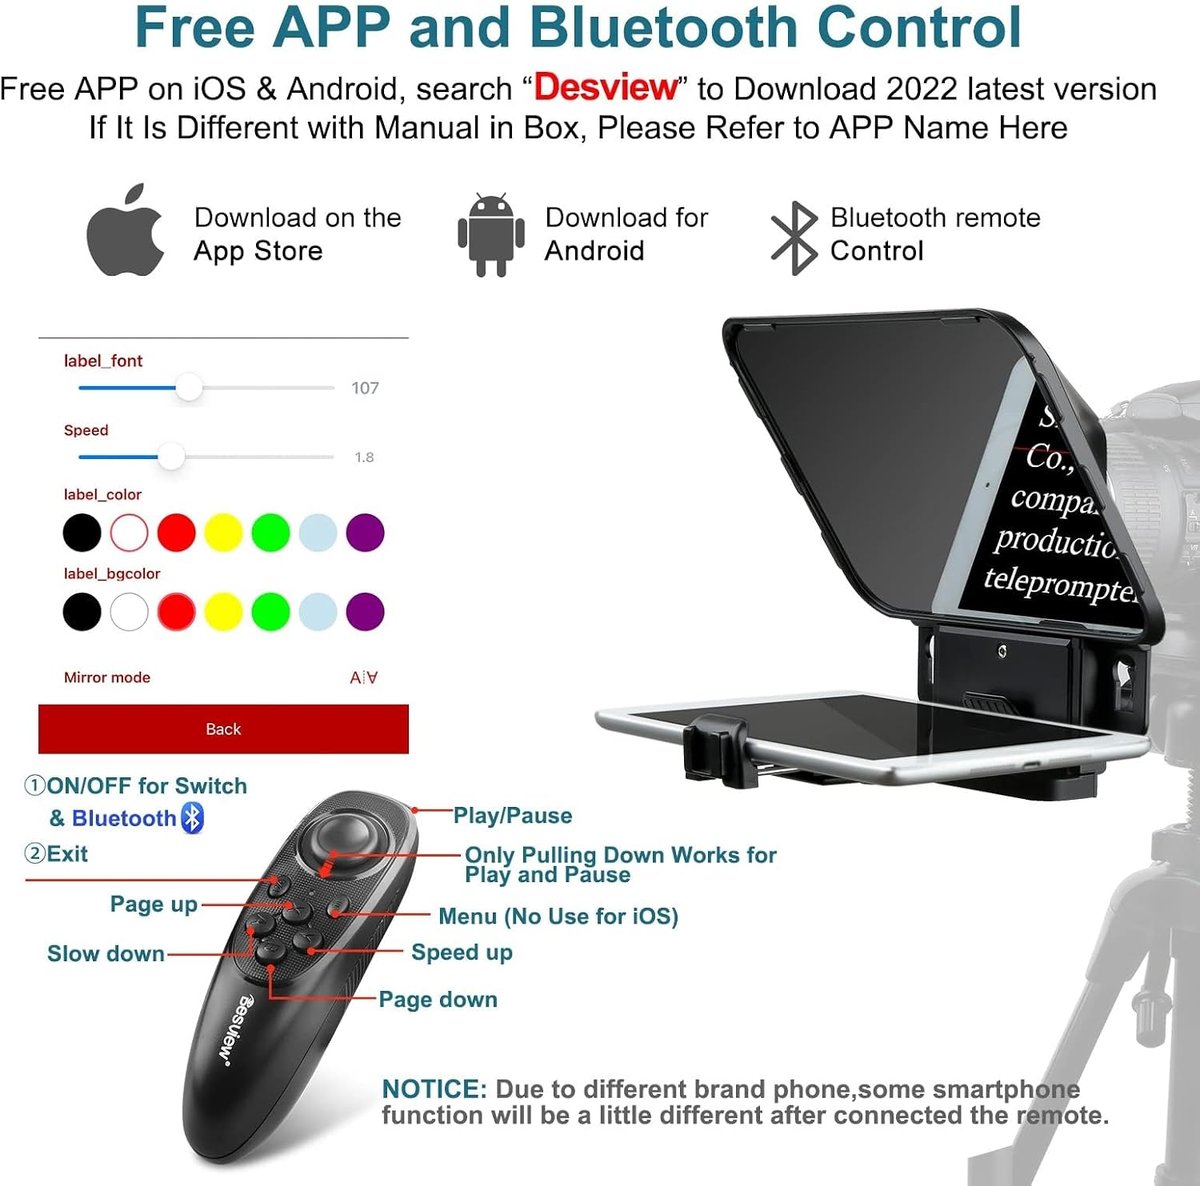 Free APP and Bluetooth Control
Free APP on iOS & Android, search “Desview” to Download 2022 latest version
If It Is Different with Manual in Box, Please Refer to APP Name Here
Download on the
App Store
Download for
Android
Bluetooth remote
Control
label_font
107
Speed
1.8
label_color
label_bgcolor
Mirror mode
Back
Co.,
teleprompter
①ON/OFF for Switch
& Bluetooth
②Exit
Page up
Slow down
Play/Pause
Only Pulling Down Works for
Play and Pause
Menu (No Use for iOS)
Speed up
Page down
Desview®
NOTICE: Due to different brand phone,some smartphone
function will be a little different after connected the remote.